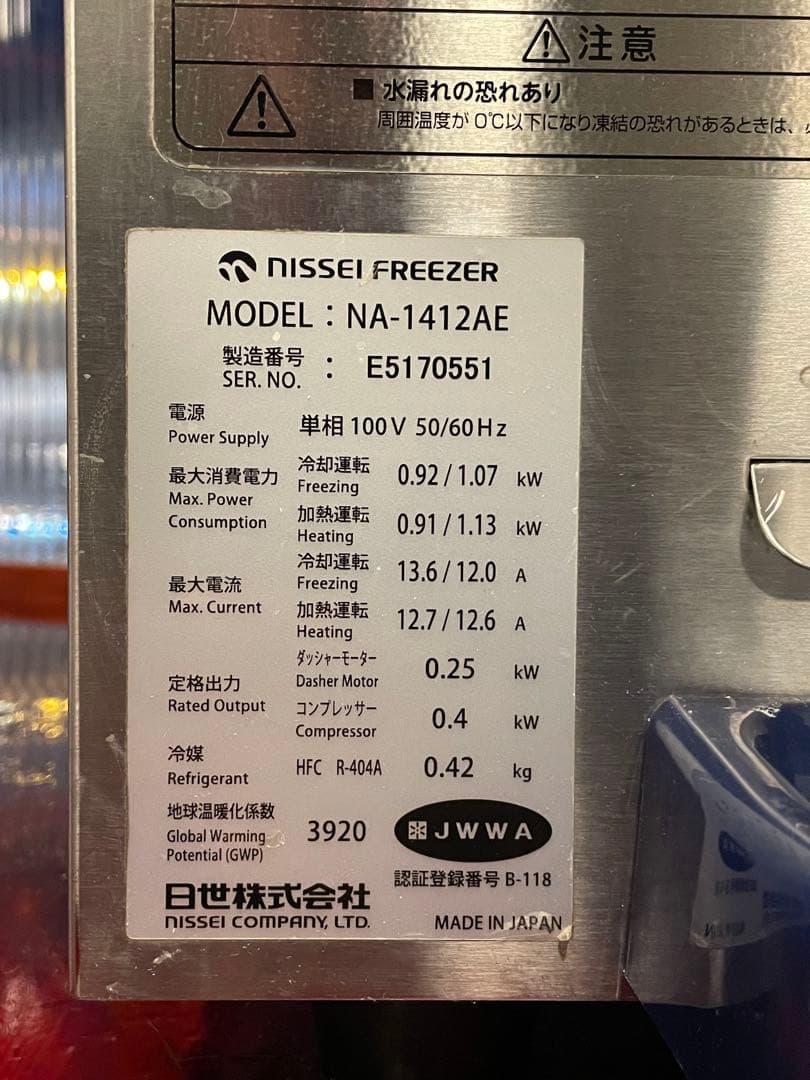 注意
■ 水漏れの恐れあり
周囲温度が 0℃以下になり凍結の恐れがあるときは、
NISSEI FREEZER
MODEL : NA-1412AE
製造番号
SER. NO. : E5170551
電源
Power Supply
単相 100V 50/60Hz
最大消費電力
Max. Power
Consumption
冷却運転
Freezing
0.92 / 1.07 kW
加熱運転
Heating
0.91 / 1.13 kW
最大電流
Max. Current
冷却運転
Freezing
13.6 / 12.0 A
加熱運転
Heating
12.7 / 12.6 A
定格出力
Rated Output
ダッシャーモーター
Dasher Motor
0.25 kW
コンプレッサー
Compressor
0.4 kW
冷媒
Refrigerant
HFC R-404A 0.42 kg
地球温暖化係数
Global Warming
Potential (GWP)
3920
JWWA
認証登録番号 B-118
日世株式会社
NISSEI COMPANY, LTD.
MADE IN JAPAN